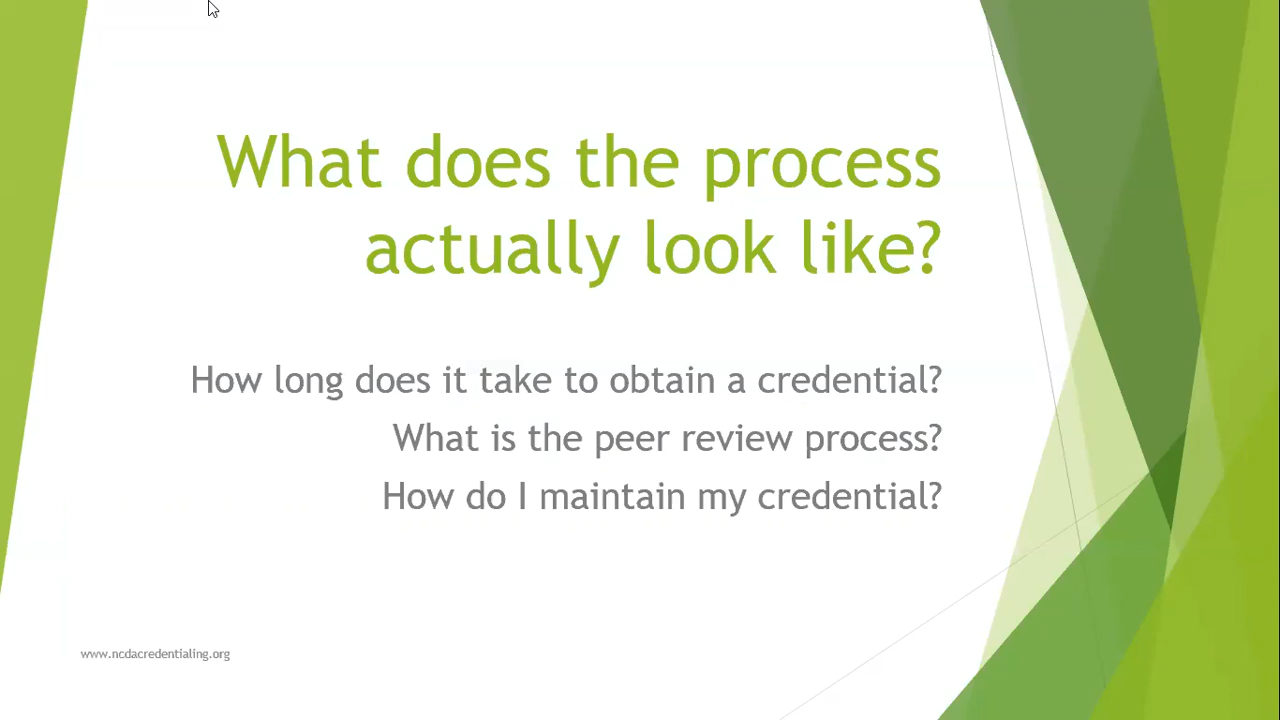 What does the process
actually look like?
How long does it take to obtain a credential?
What is the peer review process?
How do I maintain my credential?
www.ncdacredentialing.org